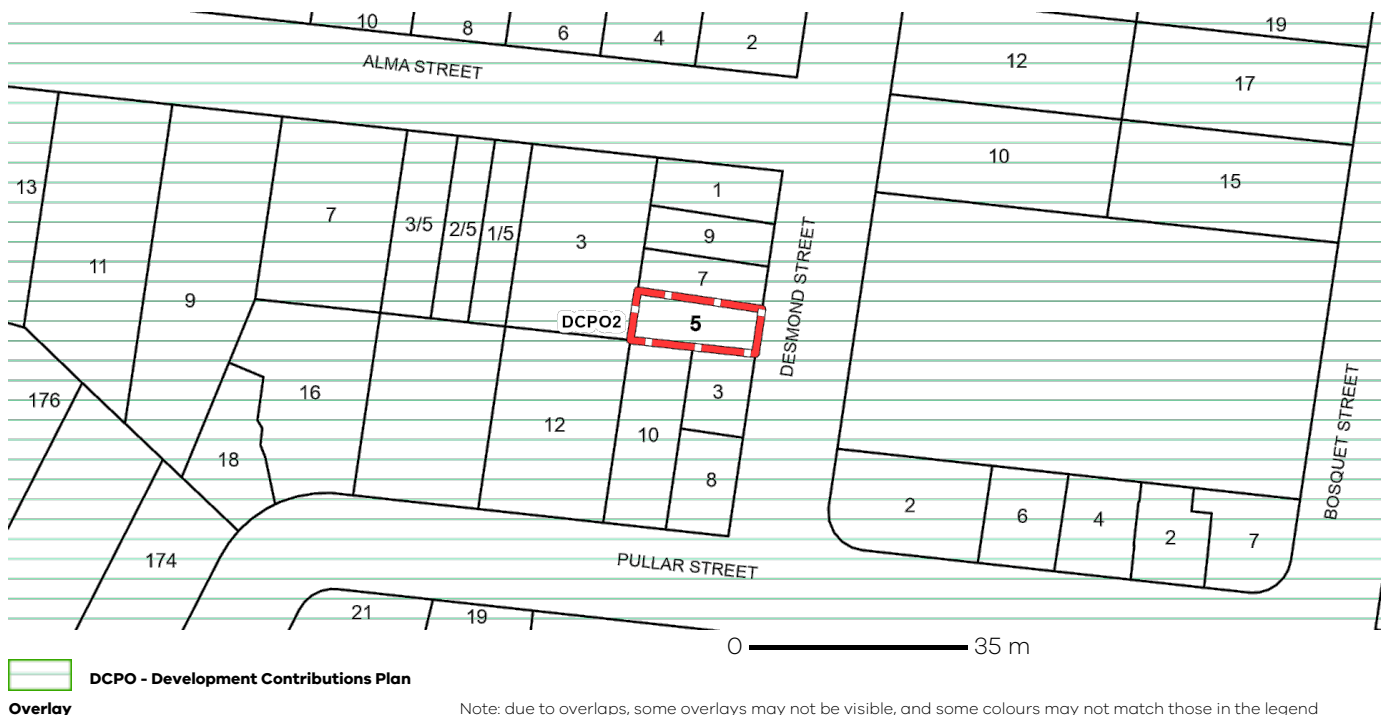 10 8 6 4 2 19
ALMA STREET
12 17
10 15
13 11 9 7 3/5 2/5 1/5 3
1
9
7
DCPO2 5
DESMOND STREET
176 16 18 12 10 3
8
2 6 4 2 7
BOSQUET STREET
174
PULLAR STREET
21 19
0 35 m
DCPO - Development Contributions Plan
Overlay
Note: due to overlaps, some overlays may not be visible, and some colours may not match those in the legend